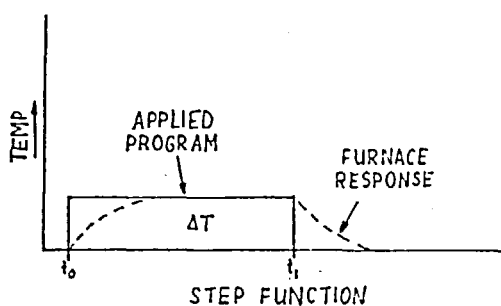 TEMP
APPLIED
PROGRAM
FURNACE
RESPONSE
ΔT
t₀
t₁
STEP FUNCTION